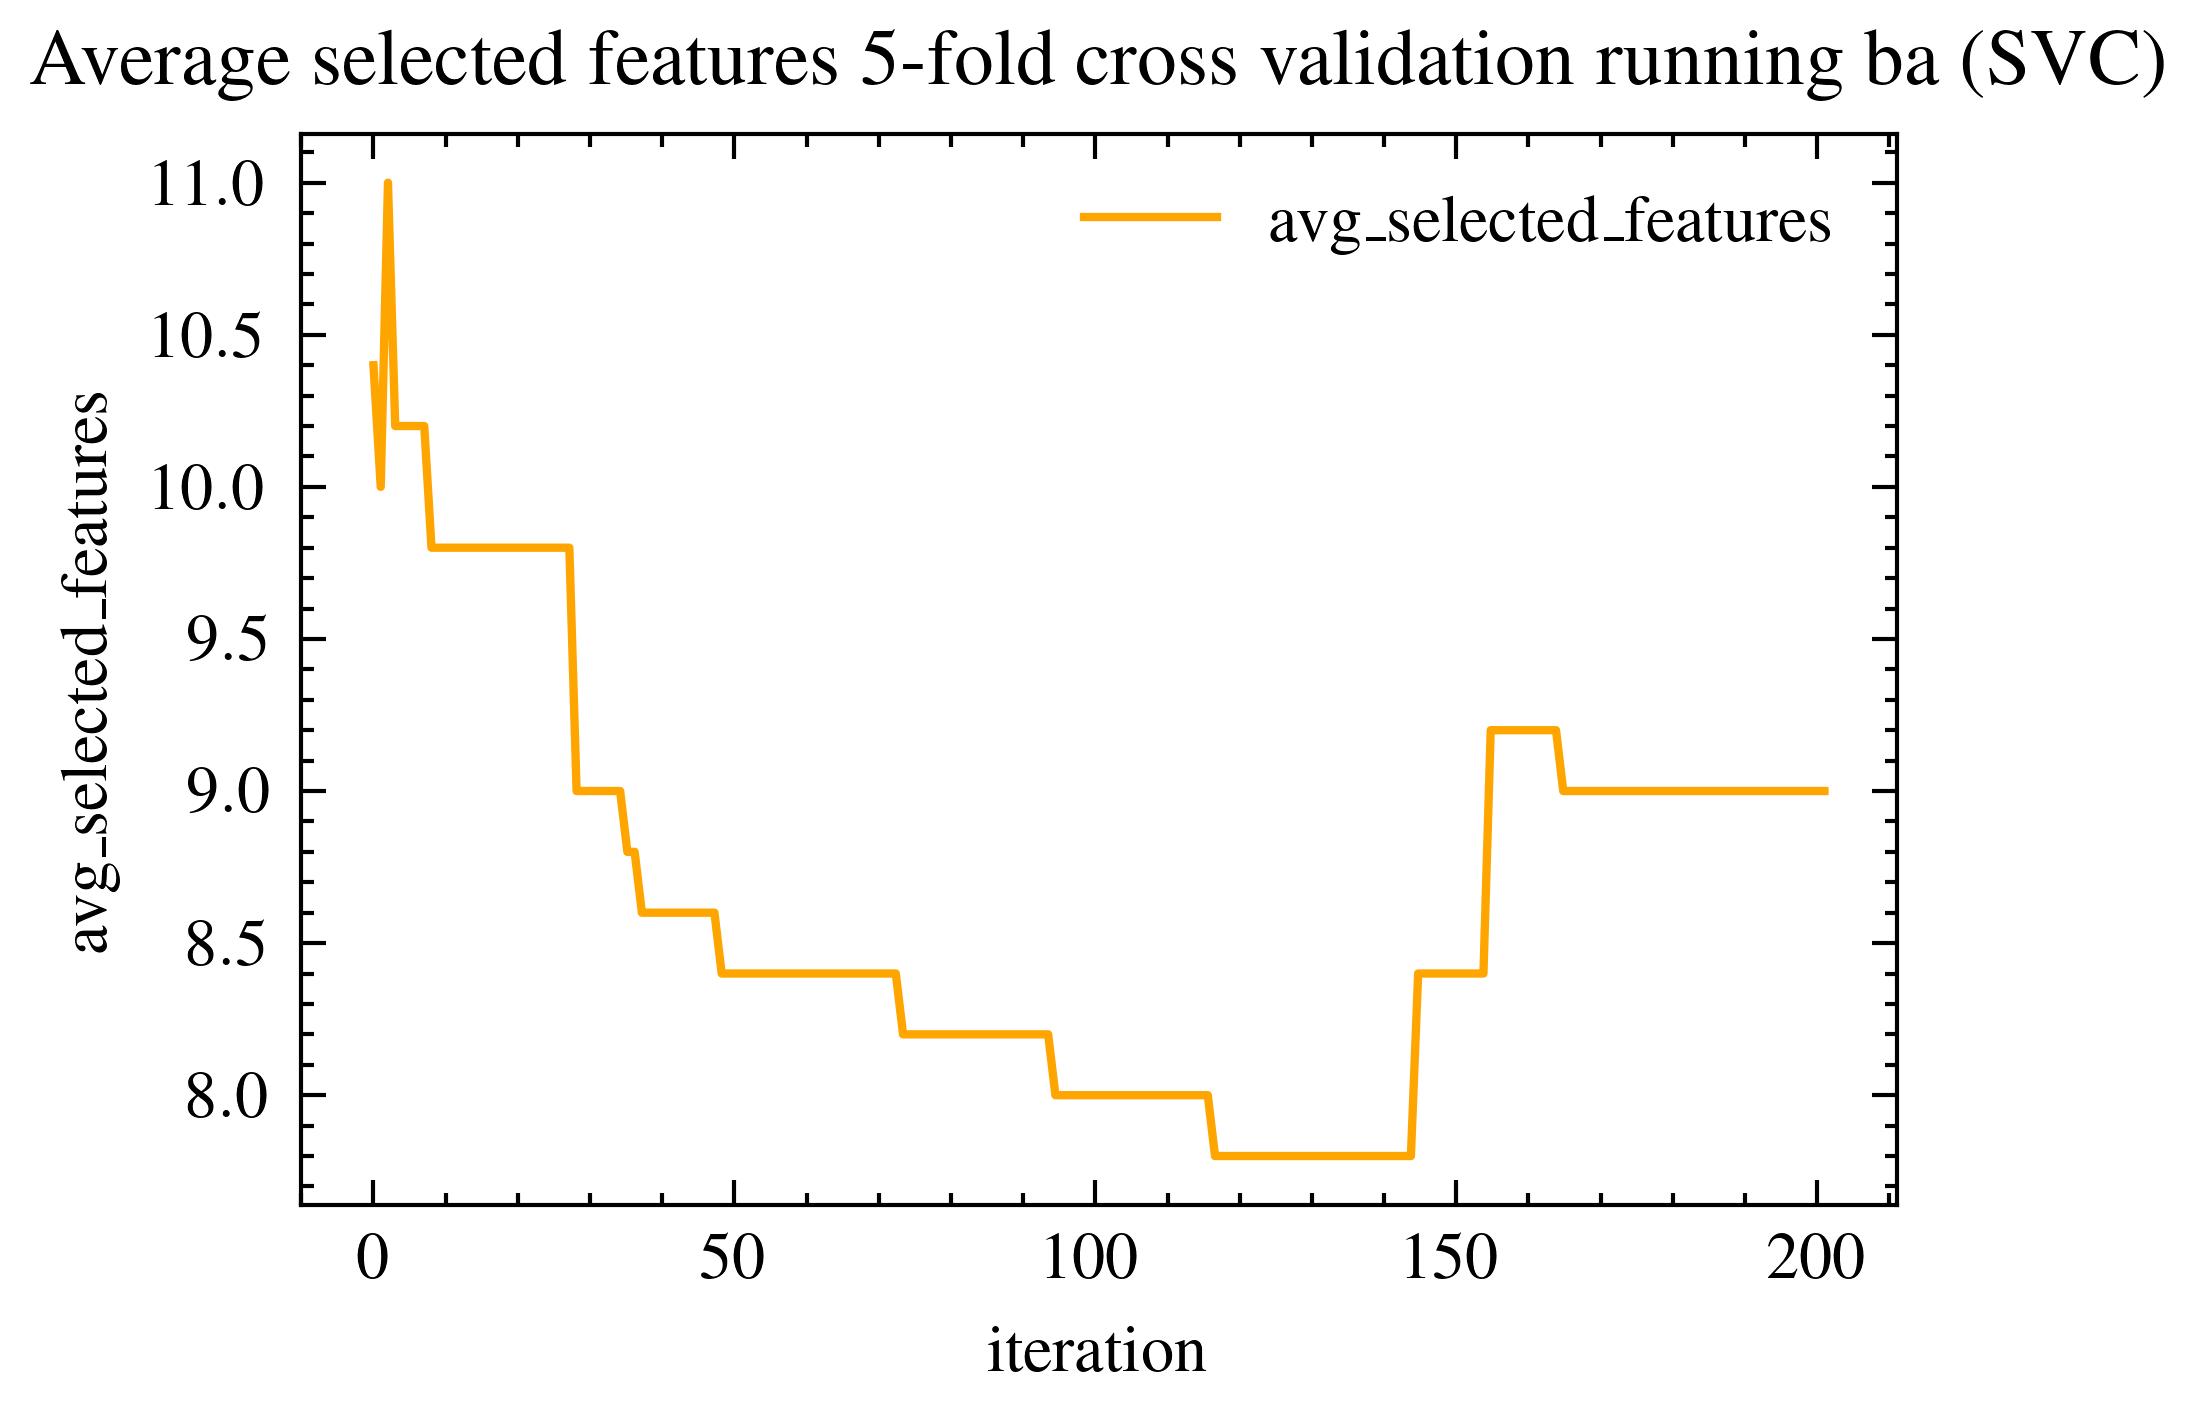 Average selected features 5-fold cross validation running ba (SVC)
avg_selected_features
avg_selected_features
11.0
10.5
10.0
9.5
9.0
8.5
8.0
0 50 100 150 200
iteration